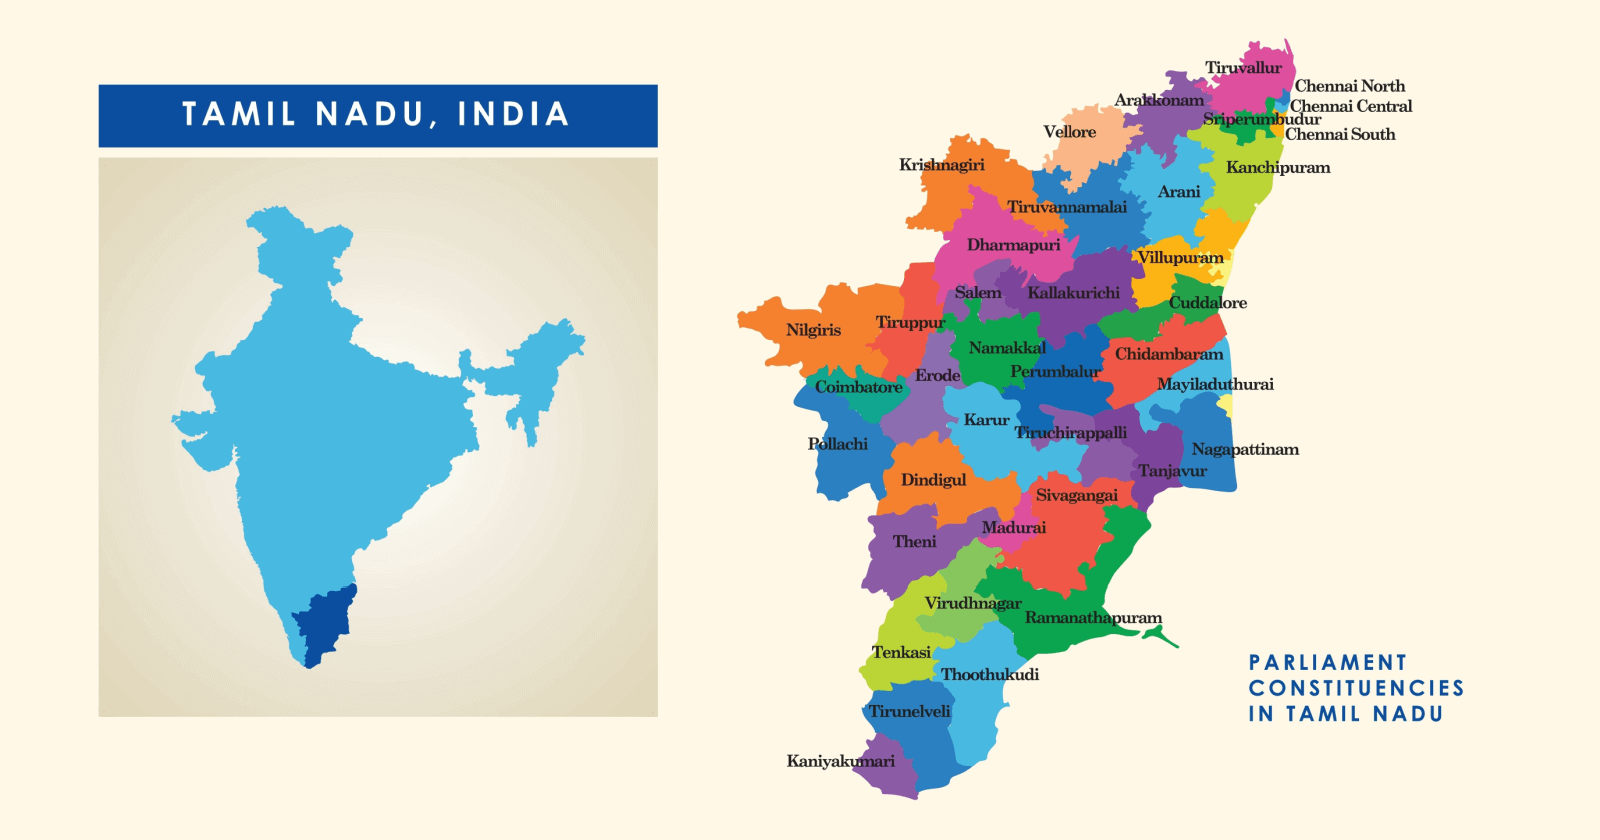 TAMIL NADU, INDIA
Tiruvallur
Chennai North
Arakkonam
Chennai Central
Sriperumbudur
Vellore
Chennai South
Krishnagiri
Kanchipuram
Arani
Tiruvannamalai
Dharmapuri
Villupuram
Salem
Kallakurichi
Cuddalore
Tiruppur
Nilgiris
Namakkal
Chidambaram
Perumbalur
Erode
Mayiladuthurai
Coimbatore
Karur
Tiruchirappalli
Pollachi
Nagapattinam
Tanjavur
Dindigul
Sivagangai
Madurai
Theni
Virudhnagar
Ramanathapuram
Tenkasi
Thoothukudi
Tirunelveli
Kaniyakumari
PARLIAMENT
CONSTITUENCIES
IN TAMIL NADU